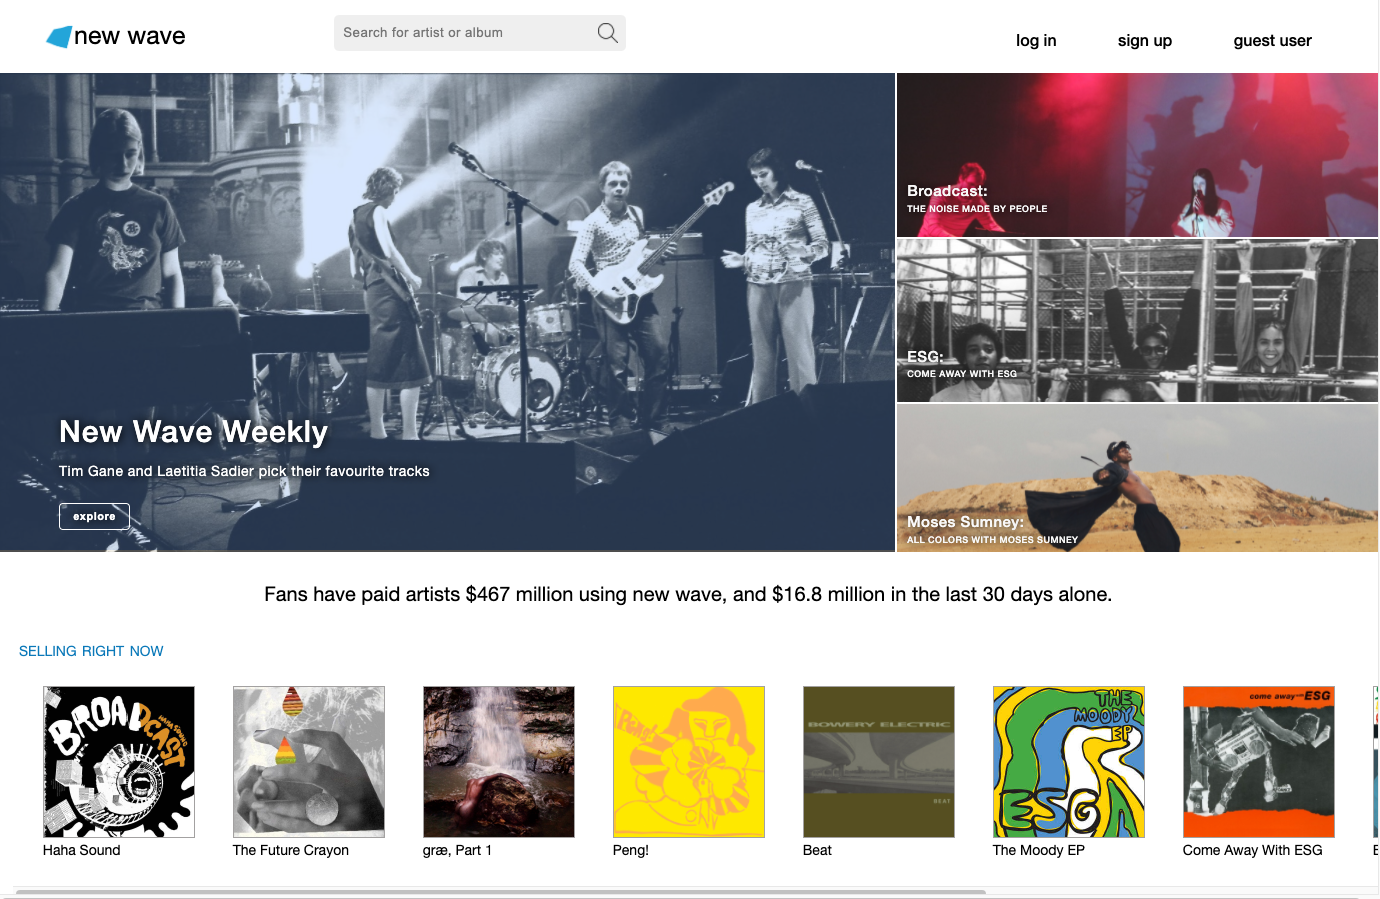 new wave
Search for artist or album
log in
sign up
guest user
New Wave Weekly
Tim Gane and Laetitia Sadier pick their favourite tracks
explore
Broadcast:
THE NOISE MADE BY PEOPLE
ESG:
COME AWAY WITH ESG
Moses Sumney:
ALL COLORS WITH MOSES SUMNEY
Fans have paid artists $467 million using new wave, and $16.8 million in the last 30 days alone.
SELLING RIGHT NOW
BROADCAST
HAHA SOUND
Haha Sound
The Future Crayon
græ, Part 1
Peng!
Peng!
BOWERY ELECTRIC
BEAT
Beat
THE
MOODY
EP
ESG
The Moody EP
come away with ESG
Come Away With ESG